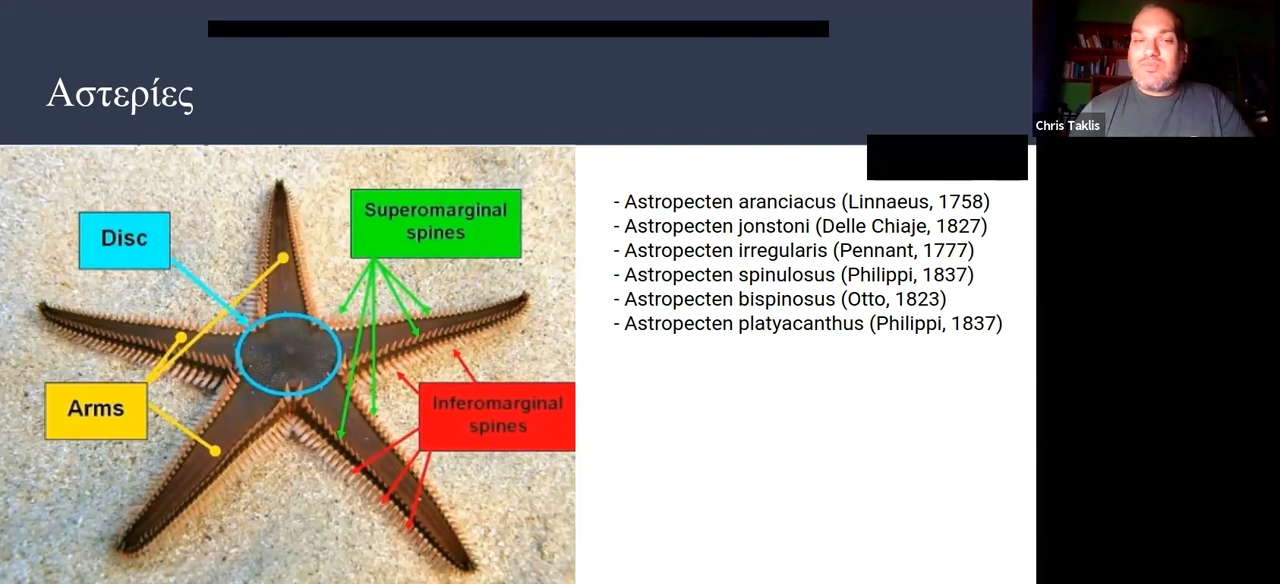 Αστερίες
Chris Taklis
Disc
Superomarginal
spines
Arms
Inferomarginal
spines
- Astropecten aranciacus (Linnaeus, 1758)
- Astropecten jonstoni (Delle Chiaje, 1827)
- Astropecten irregularis (Pennant, 1777)
- Astropecten spinulosus (Philippi, 1837)
- Astropecten bispinosus (Otto, 1823)
- Astropecten platyacanthus (Philippi, 1837)